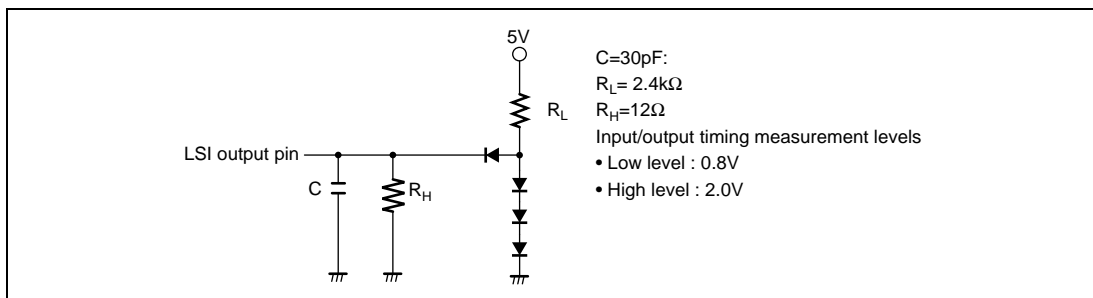 5V
C=30pF:
R_L= 2.4kΩ
R_L
R_H=12Ω
Input/output timing measurement levels
LSI output pin
• Low level : 0.8V
C
R_H
• High level : 2.0V